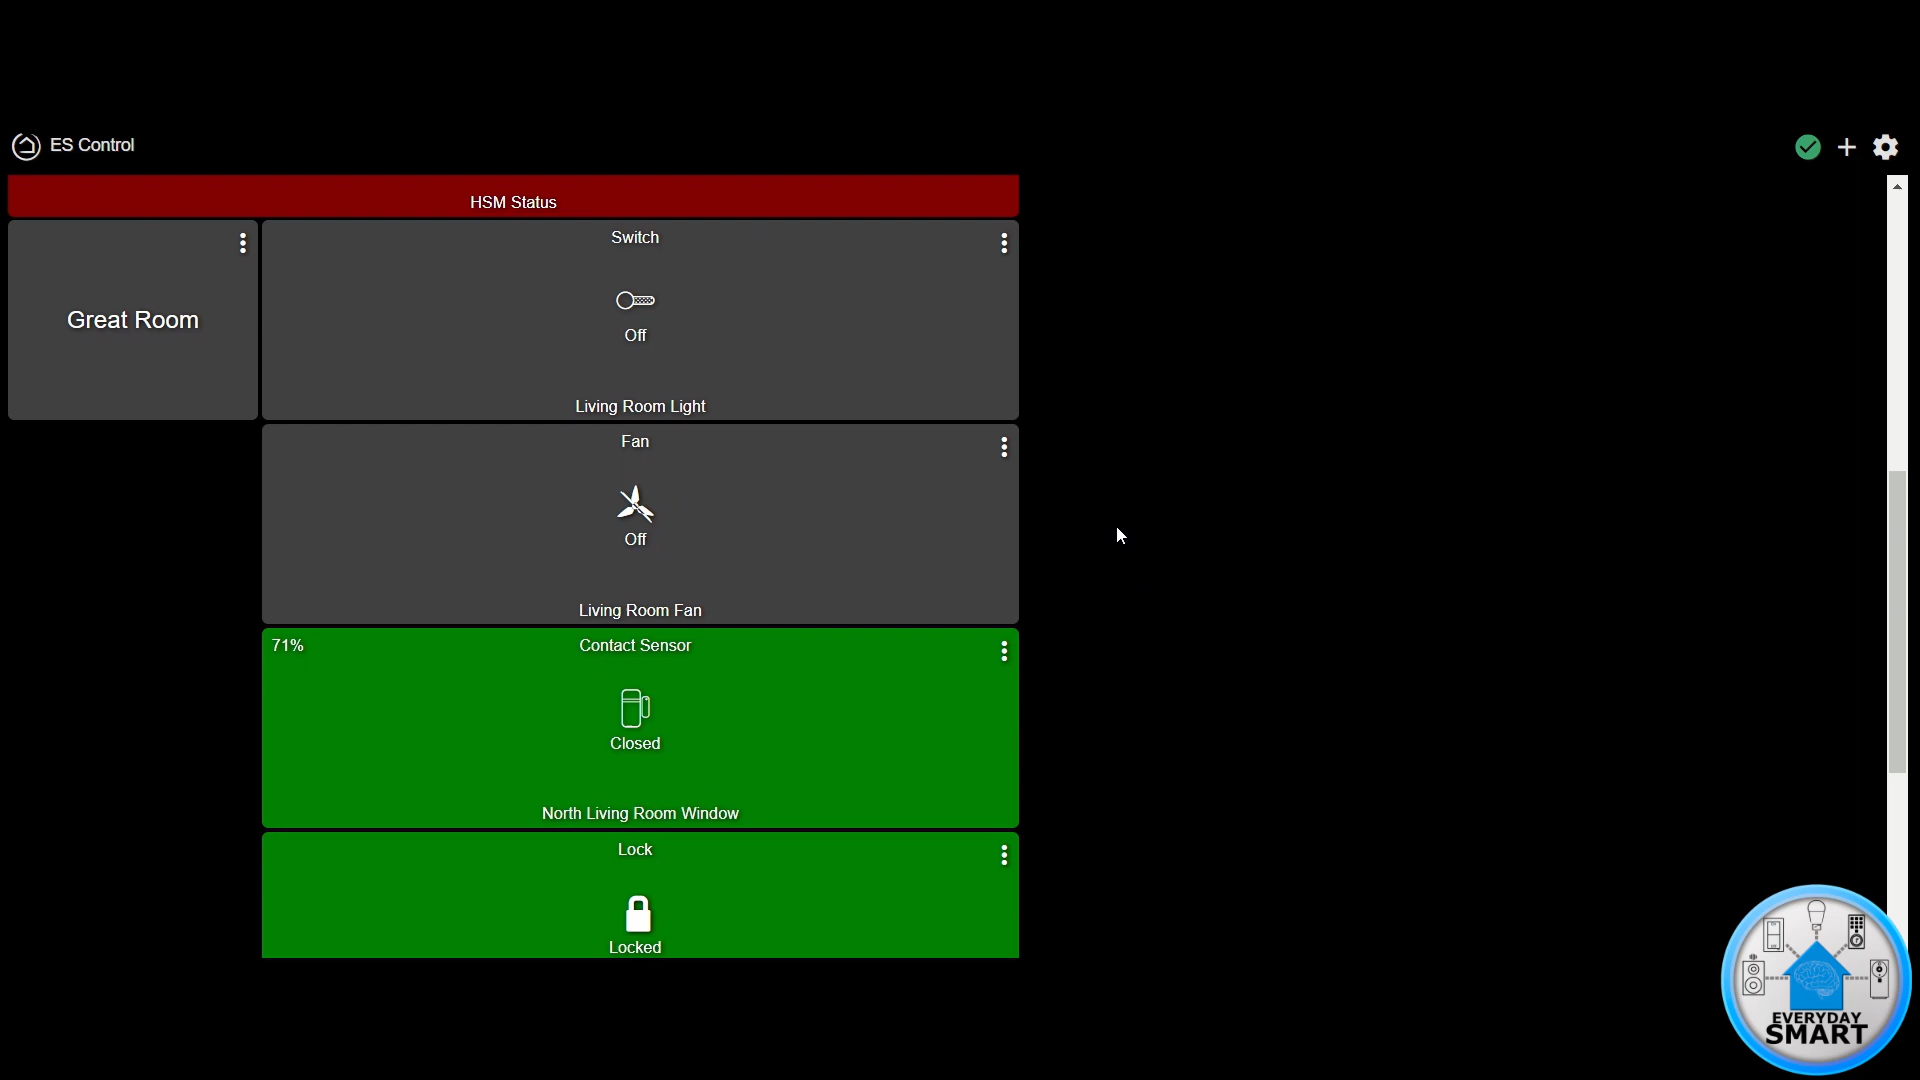 ES Control
HSM Status
Great Room
Switch
Off
Living Room Light
Fan
Off
Living Room Fan
71%
Contact Sensor
Closed
North Living Room Window
Lock
Locked
EVERYDAY
SMART